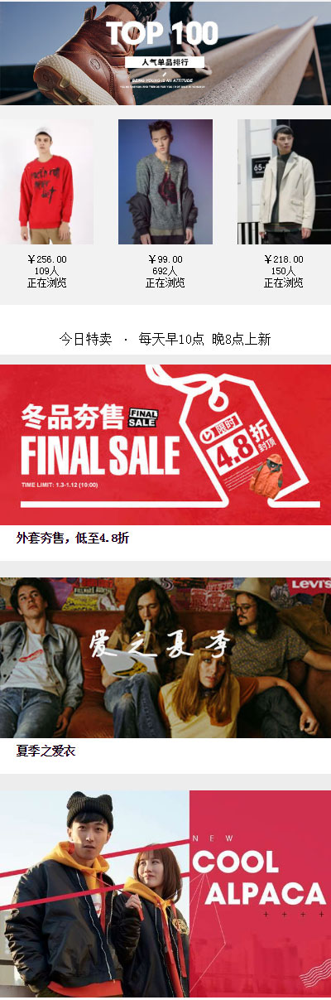 TOP 100
人气单品排行
BEING YOUNG IS AN ATTITUDE
￥256.00
109人
正在浏览
￥99.00
692人
正在浏览
65-
￥218.00
150人
正在浏览
今日特卖 · 每天早10点 晚8点上新
冬品夯售 FINAL SALE
FINAL SALE
TIME LIMIT: 1.3-1.12 (10:00)
限时
4.8折
封顶
外套夯售，低至4.8折
LEVI'S
爱之夏季
夏季之爱衣
NEW
COOL
ALPACA
+ + + +